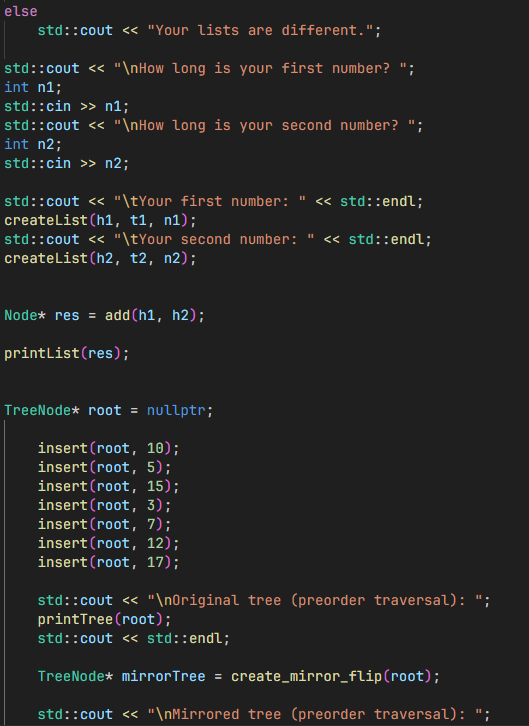 else
    std::cout << "Your lists are different.";
std::cout << "\nHow long is your first number? ";
int n1;
std::cin >> n1;
std::cout << "\nHow long is your second number? ";
int n2;
std::cin >> n2;
std::cout << "\tYour first number: " << std::endl;
createList(h1, t1, n1);
std::cout << "\tYour second number: " << std::endl;
createList(h2, t2, n2);
Node* res = add(h1, h2);
printList(res);
TreeNode* root = nullptr;
    insert(root, 10);
    insert(root, 5);
    insert(root, 15);
    insert(root, 3);
    insert(root, 7);
    insert(root, 12);
    insert(root, 17);
    std::cout << "\nOriginal tree (preorder traversal): ";
    printTree(root);
    std::cout << std::endl;
    TreeNode* mirrorTree = create_mirror_flip(root);
    std::cout << "\nMirrored tree (preorder traversal): ";